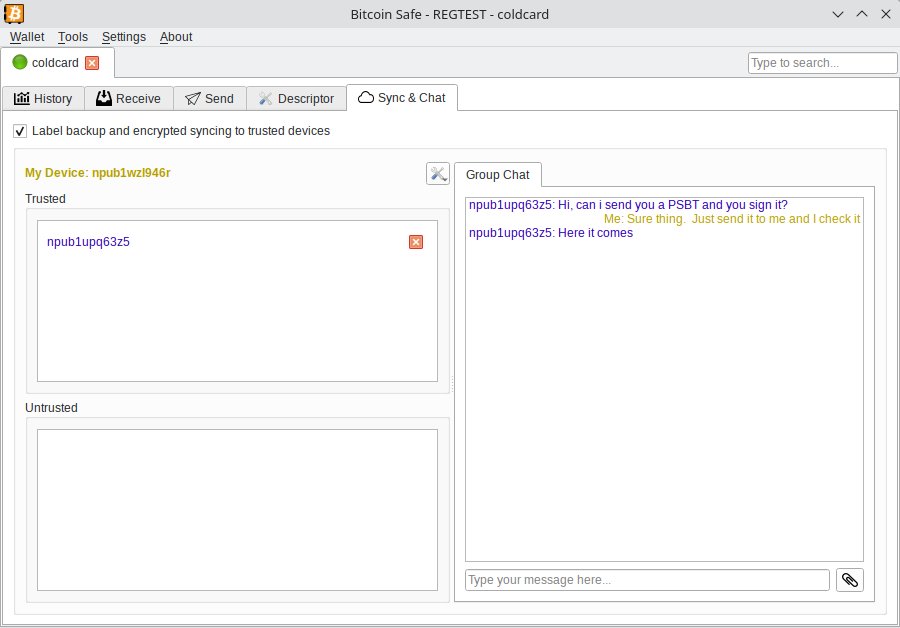 Bitcoin Safe - REGTEST - coldcard
Wallet Tools Settings About
coldcard
Type to search...
History Receive Send Descriptor Sync & Chat
Label backup and encrypted syncing to trusted devices
My Device: npub1wzl946r
Trusted
npub1upq63z5
Untrusted
Group Chat
npub1upq63z5: Hi, can i send you a PSBT and you sign it?
Me: Sure thing.  Just send it to me and I check it
npub1upq63z5: Here it comes
Type your message here...